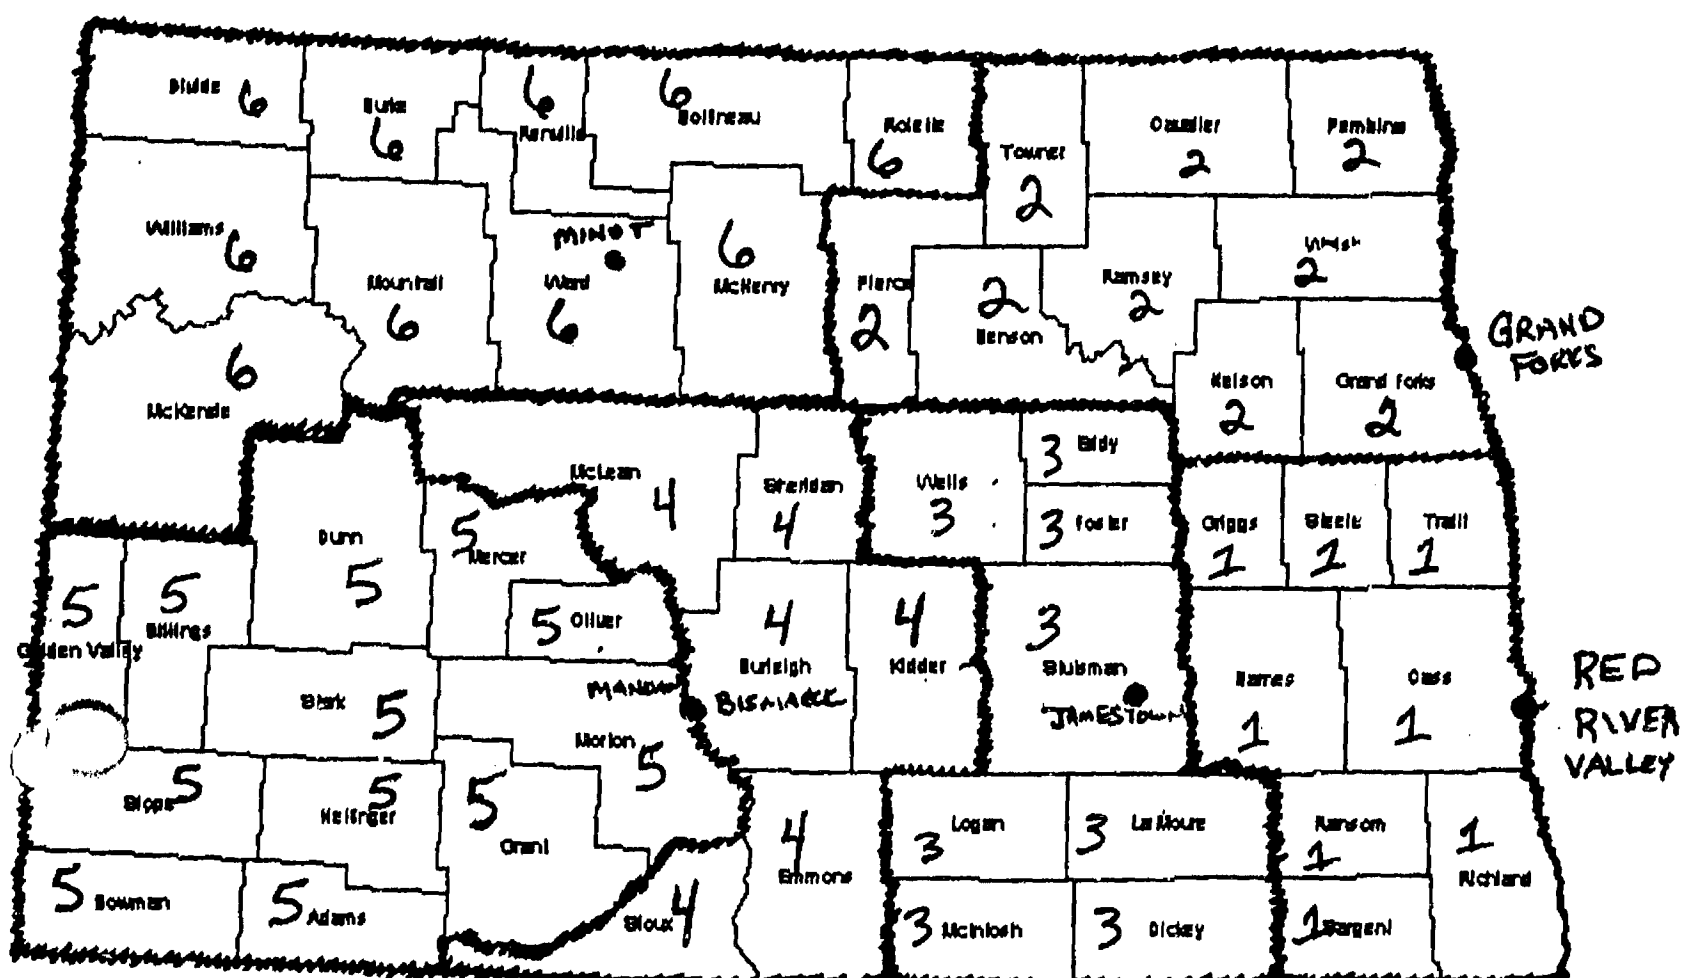 Divide 6
Burke
6
6
Renville
6
Bottineau
Rolette
6
Towner
2
Cavalier
2
Pembina
2
Williams
6
Mountrail
6
MINOT
Ward
6
6
McHenry
Pierce
2
2
Benson
Ramsey
2
Walsh
2
6
McKenzie
Nelson
2
Grand Forks
2
GRAND
FORKS
McLean
4
Sheridan
4
Wells
3
3 Eddy
3 Foster
Griggs
1
Steele
1
Traill
1
5
Golden Valley
5
Billings
Dunn
5
5
Mercer
5 Oliver
4
Burleigh
BISMARCK
4
Kidder
3
Stutsman
JAMESTOWN
Barnes
1
Cass
1
RED
RIVER
VALLEY
Stark 5
MANDAN
Morton
5
Slope 5
5
Hettinger
5
Grant
4
Emmons
Logan
3
3 LaMoure
Ransom
1
1
Richland
5 Bowman
5 Adams
Sioux 4
3 McIntosh
3 Dickey
1 Sargent